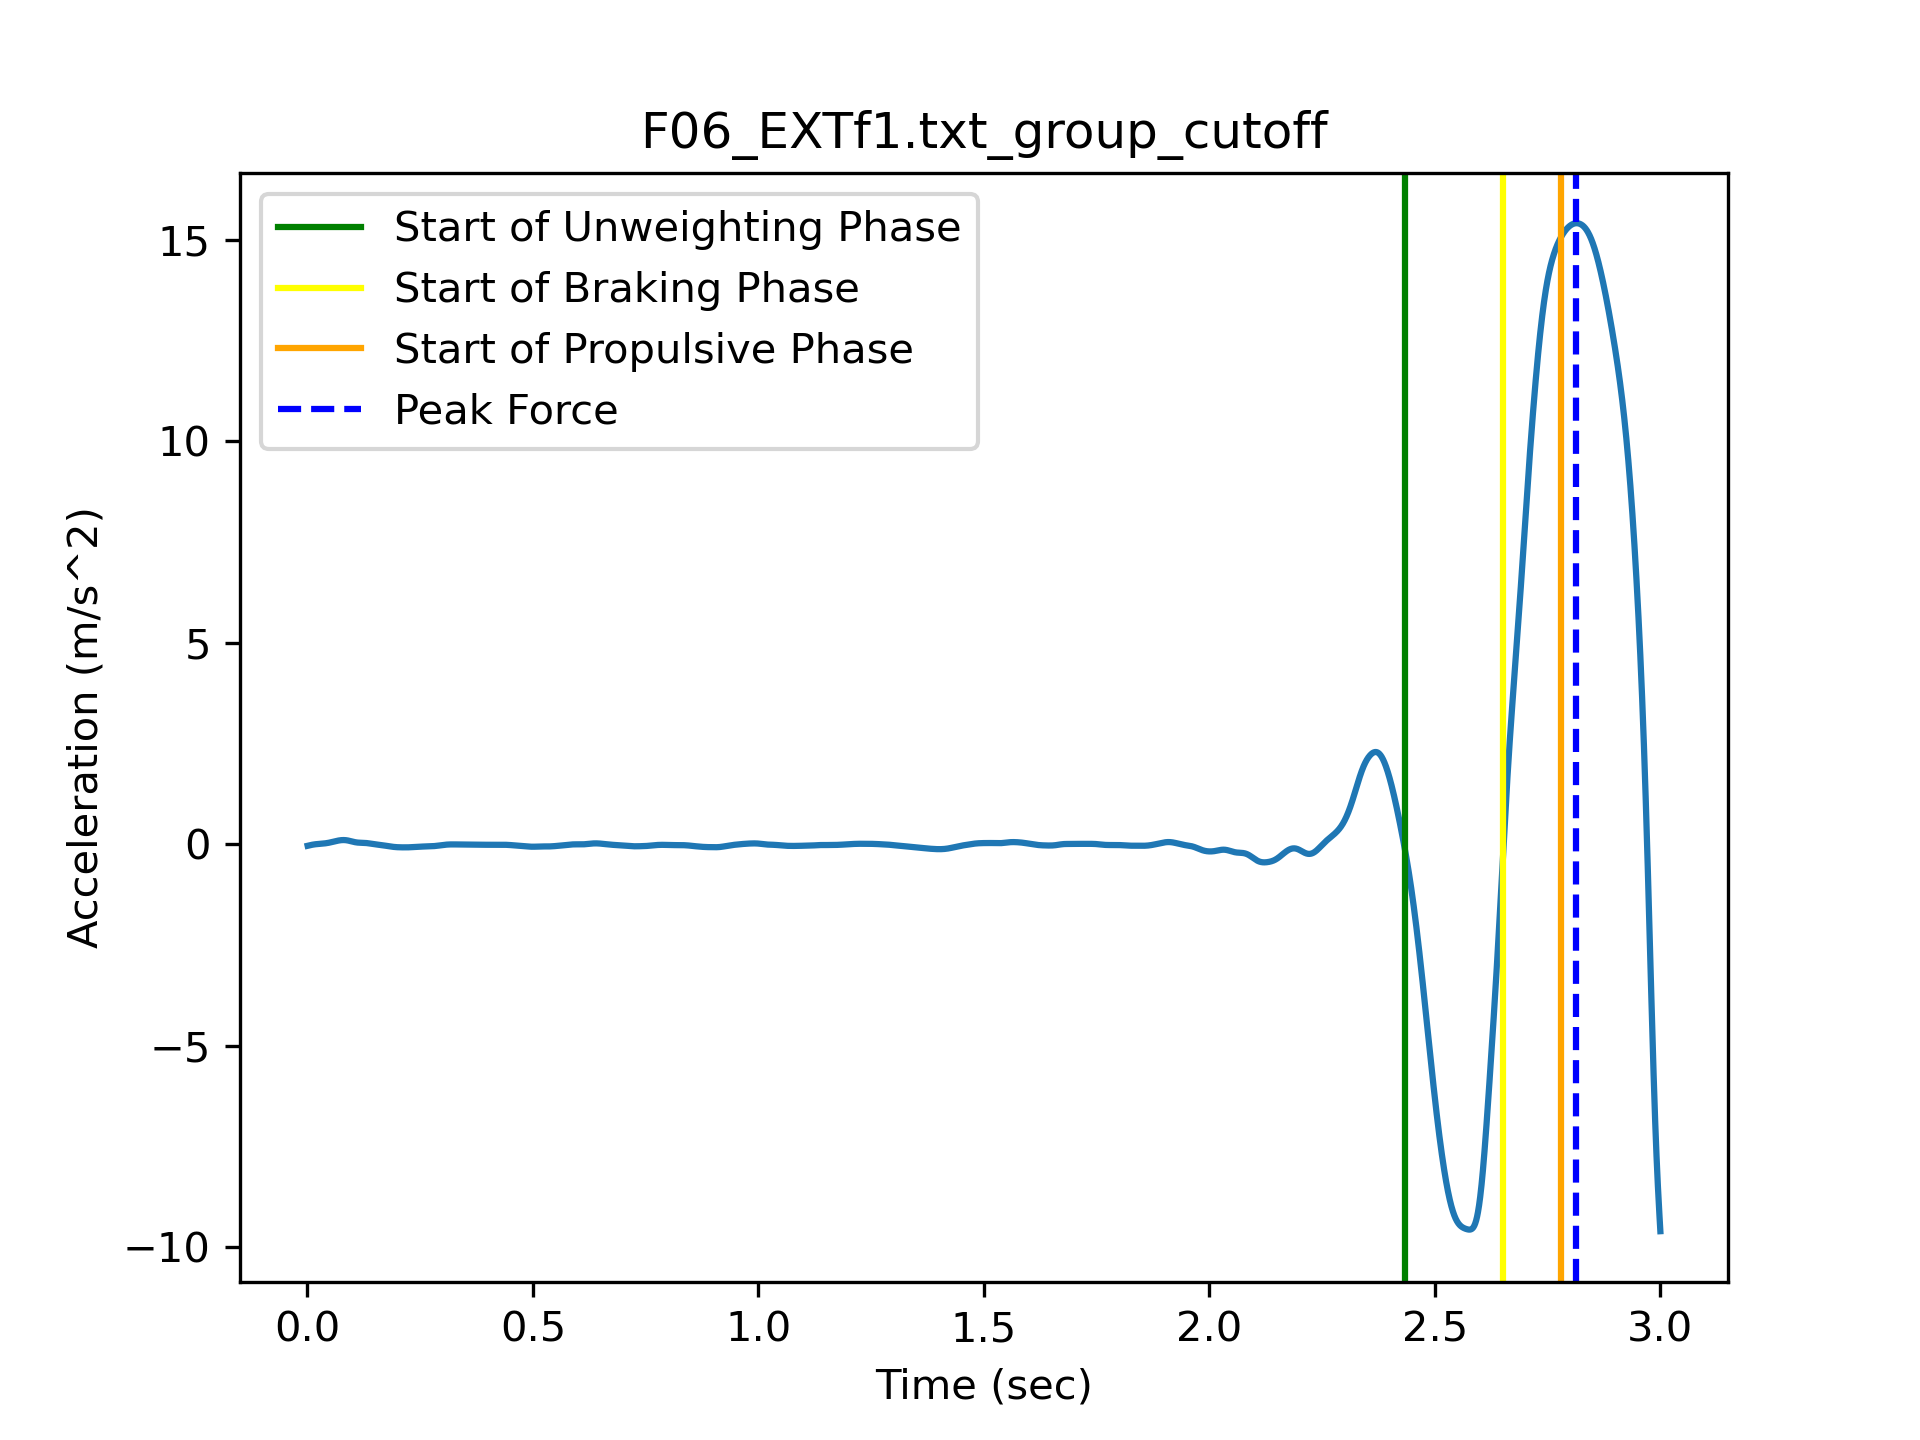 F06_EXTf1.txt_group_cutoff
Start of Unweighting Phase
Start of Braking Phase
Start of Propulsive Phase
Peak Force
15
10
5
0
−5
−10
Acceleration (m/s^2)
0.0 0.5 1.0 1.5 2.0 2.5 3.0
Time (sec)